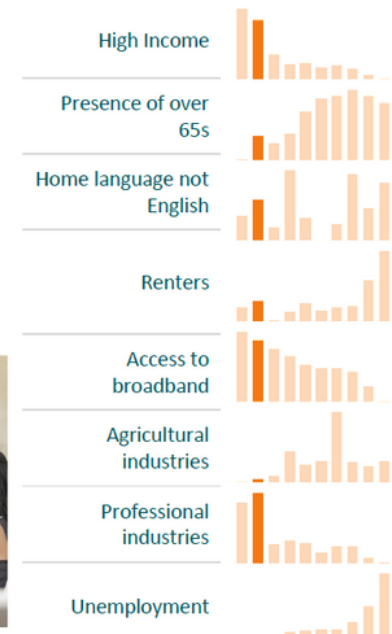 High Income
Presence of over
65s
Home language not
English
Renters
Access to
broadband
Agricultural
industries
Professional
industries
Unemployment